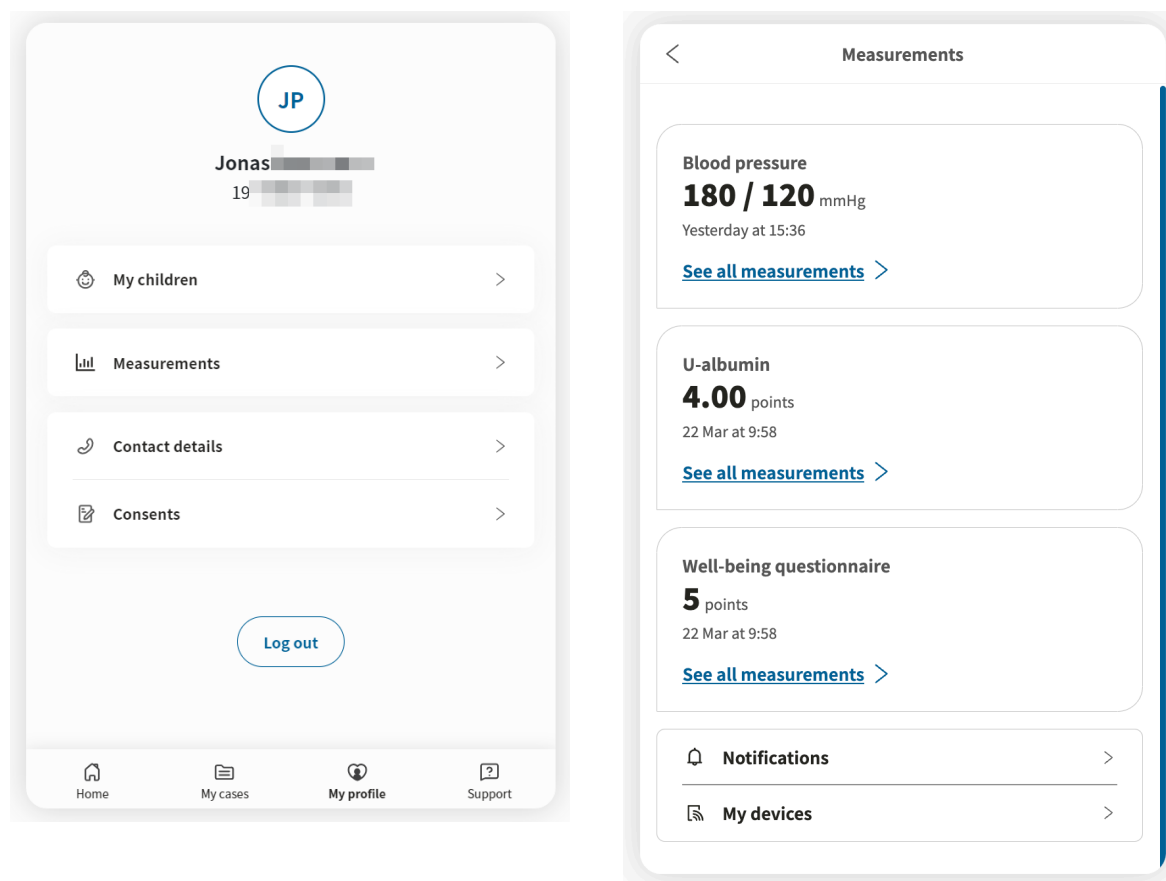 JP
Jonas
19
My children
Measurements
Contact details
Consents
Log out
Home
My cases
My profile
Support
Measurements
Blood pressure
180 / 120 mmHg
Yesterday at 15:36
See all measurements
U-albumin
4.00 points
22 Mar at 9:58
See all measurements
Well-being questionnaire
5 points
22 Mar at 9:58
See all measurements
Notifications
My devices